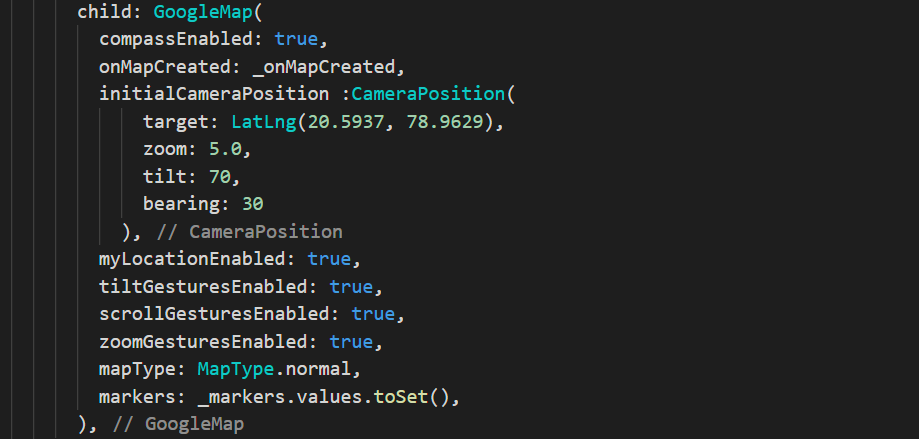 child: GoogleMap(
compassEnabled: true,
onMapCreated: _onMapCreated,
initialCameraPosition :CameraPosition(
target: LatLng(20.5937, 78.9629),
zoom: 5.0,
tilt: 70,
bearing: 30
), // CameraPosition
myLocationEnabled: true,
tiltGesturesEnabled: true,
scrollGesturesEnabled: true,
zoomGesturesEnabled: true,
mapType: MapType.normal,
markers: _markers.values.toSet(),
), // GoogleMap